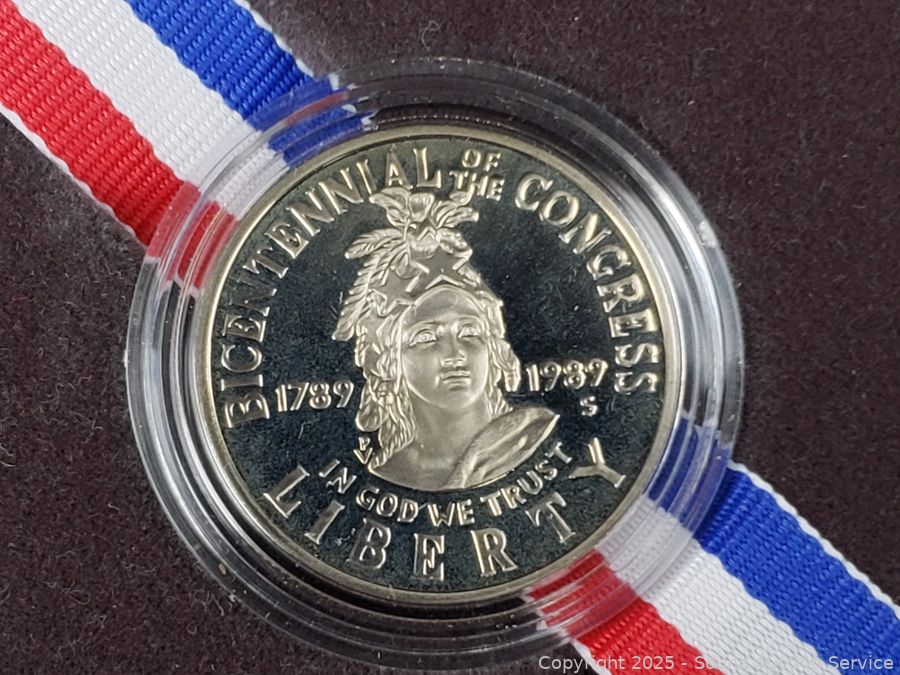 BICENTENNIAL OF THE CONGRESS
1789
1989
S
IN GOD WE TRUST
LIBERTY
Copyright 2025 - S
Service